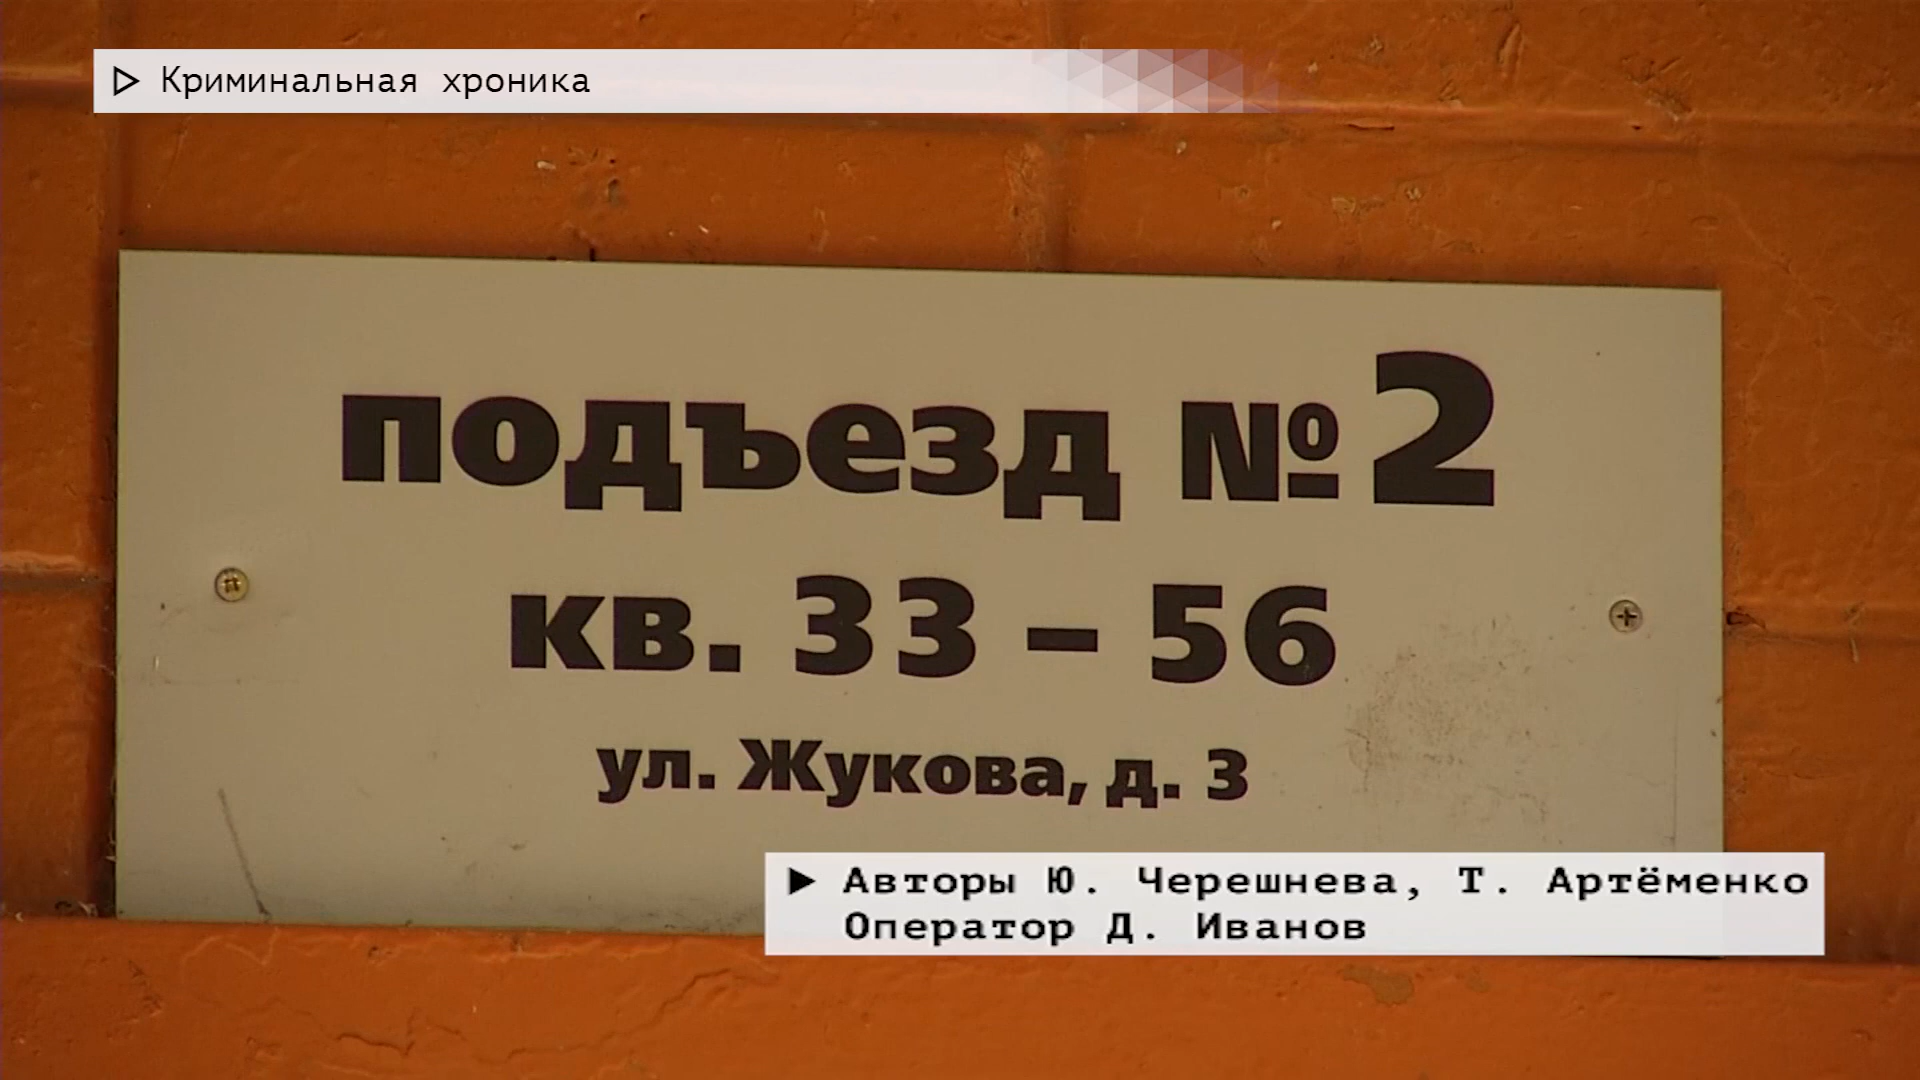 Криминальная хроника
подъезд №2
кв. 33 – 56
ул. Жукова, д. 3
Авторы Ю. Черешнева, Т. Артёменко
Оператор Д. Иванов